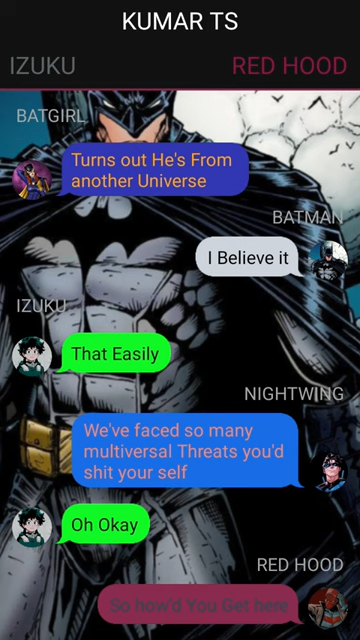 KUMAR TS
IZUKU
RED HOOD
BATGIRL
Turns out He's From
another Universe
BATMAN
I Believe it
IZUKU
That Easily
NIGHTWING
We've faced so many
multiversal Threats you'd
shit your self
Oh Okay
RED HOOD
So how'd You Get here